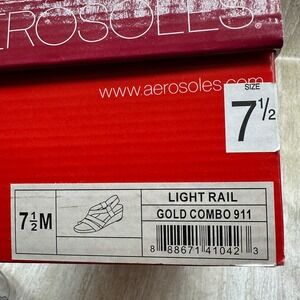 AEROSOLES
www.aerosoles.com
SIZE
7 1/2
7 1/2 M
LIGHT RAIL
GOLD COMBO 911
8 88671 41042 3